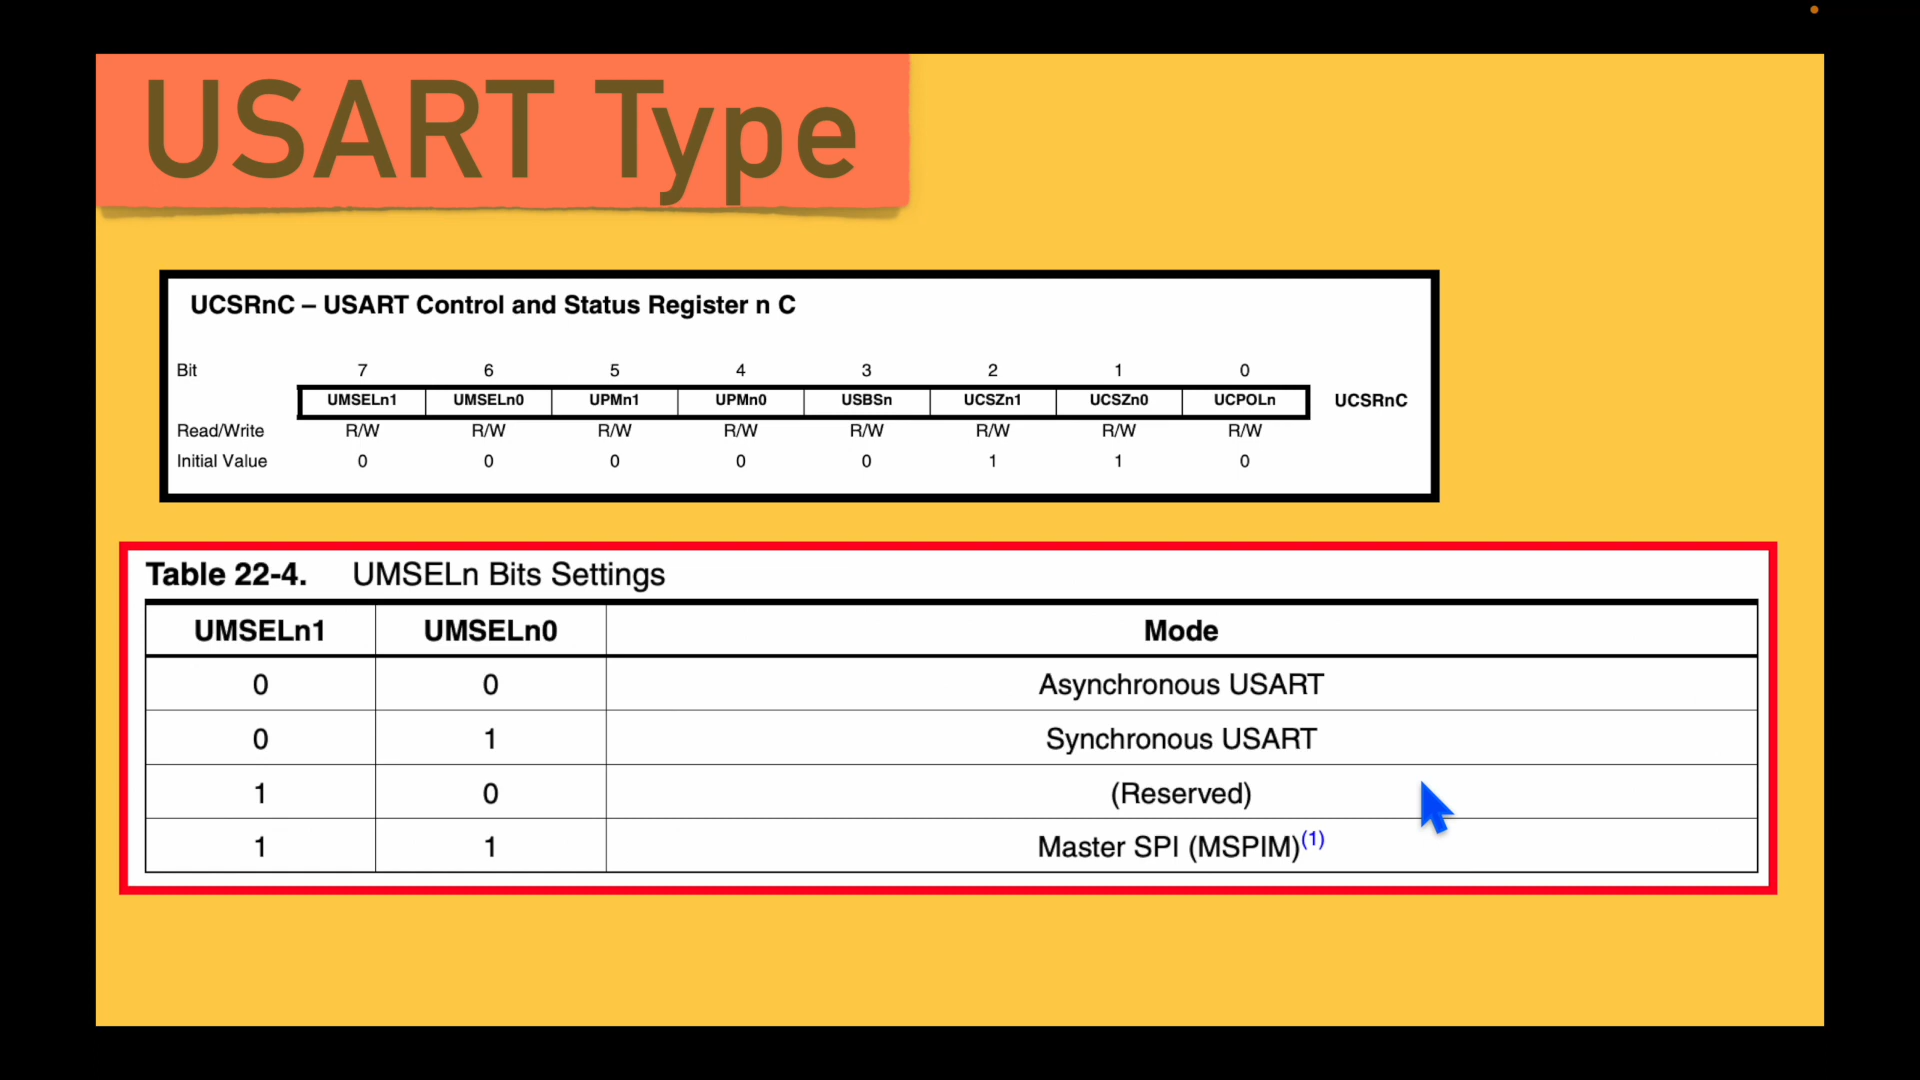 USART Type
UCSRnC – USART Control and Status Register n C
Bit 7 6 5 4 3 2 1 0
UMSELn1 UMSELn0 UPMn1 UPMn0 USBSn UCSZn1 UCSZn0 UCPOLn UCSRnC
Read/Write R/W R/W R/W R/W R/W R/W R/W R/W
Initial Value 0 0 0 0 0 1 1 0
Table 22-4. UMSELn Bits Settings
UMSELn1 UMSELn0 Mode
0 0 Asynchronous USART
0 1 Synchronous USART
1 0 (Reserved)
1 1 Master SPI (MSPIM)(1)